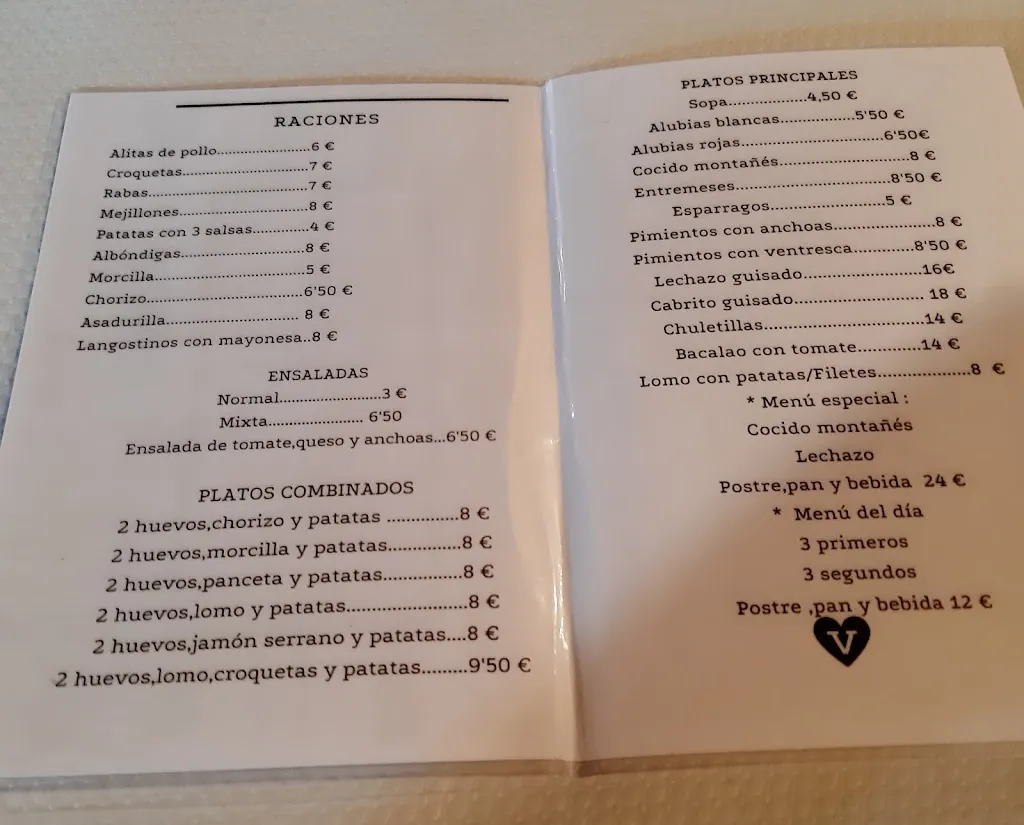 RACIONES
Alitas de pollo.......................6 €
Croquetas...............................7 €
Rabas.......................................7 €
Mejillones................................8 €
Patatas con 3 salsas..............4 €
Albóndigas...............................8 €
Morcilla.....................................5 €
Chorizo.......................................6'50 €
Asadurilla................................. 8 €
Langostinos con mayonesa..8 €
ENSALADAS
Normal.........................3 €
Mixta....................... 6'50
Ensalada de tomate,queso y anchoas...6'50 €
PLATOS COMBINADOS
2 huevos,chorizo y patatas ...............8 €
2 huevos,morcilla y patatas...............8 €
2 huevos,panceta y patatas................8 €
2 huevos,lomo y patatas.........................8 €
2 huevos,jamón serrano y patatas....8 €
2 huevos,lomo,croquetas y patatas.........9'50 €
PLATOS PRINCIPALES
Sopa..................4,50 €
Alubias blancas.................5'50 €
Alubias rojas.................................6'50€
Cocido montañés..............................8 €
Entremeses....................................8'50 €
Esparragos.........................5 €
Pimientos con anchoas.......................8 €
Pimientos con ventresca.............8'50 €
Lechazo guisado..........................16€
Cabrito guisado............................. 18 €
Chuletillas....................................14 €
Bacalao con tomate.............14 €
Lomo con patatas/Filetes...................8 €
* Menú especial :
Cocido montañés
Lechazo
Postre,pan y bebida 24 €
* Menú del día
3 primeros
3 segundos
Postre ,pan y bebida 12 €
V